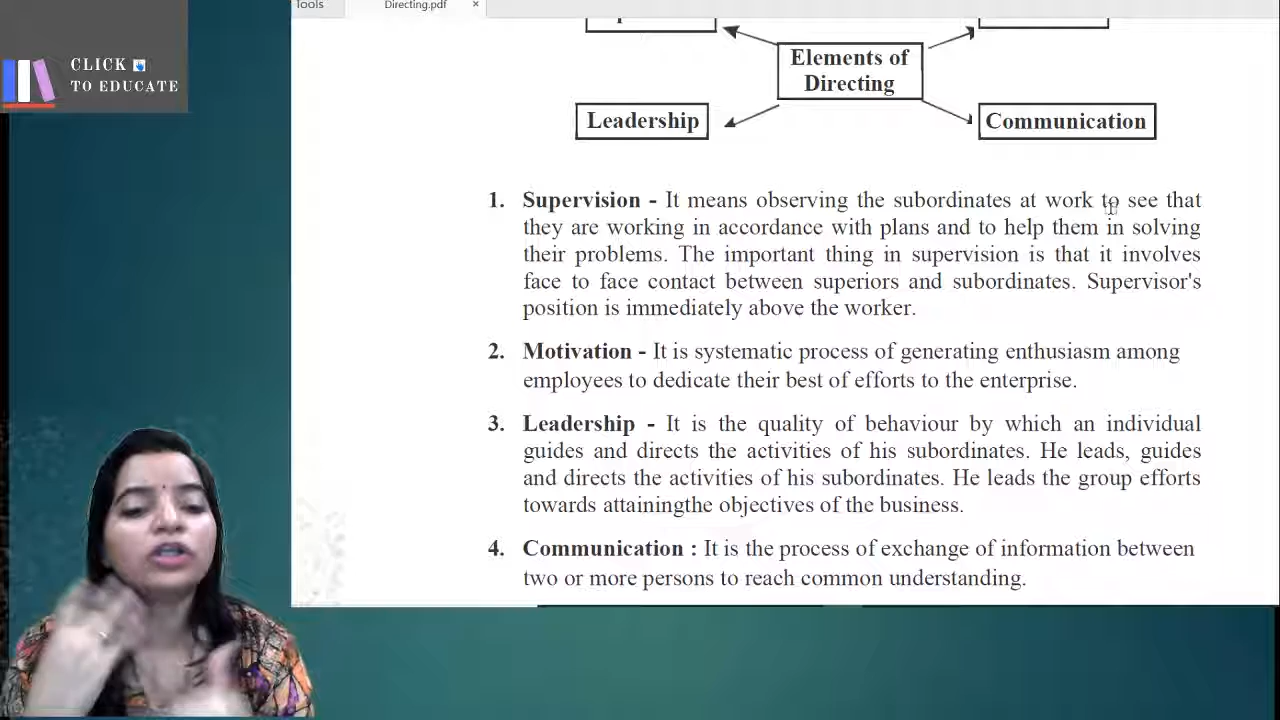 Tools
Directing.pdf
×
CLICK
TO EDUCATE
Elements of
Directing
Leadership
Communication
1. Supervision - It means observing the subordinates at work to see that
they are working in accordance with plans and to help them in solving
their problems. The important thing in supervision is that it involves
face to face contact between superiors and subordinates. Supervisor's
position is immediately above the worker.
2. Motivation - It is systematic process of generating enthusiasm among
employees to dedicate their best of efforts to the enterprise.
3. Leadership - It is the quality of behaviour by which an individual
guides and directs the activities of his subordinates. He leads, guides
and directs the activities of his subordinates. He leads the group efforts
towards attainingthe objectives of the business.
4. Communication : It is the process of exchange of information between
two or more persons to reach common understanding.